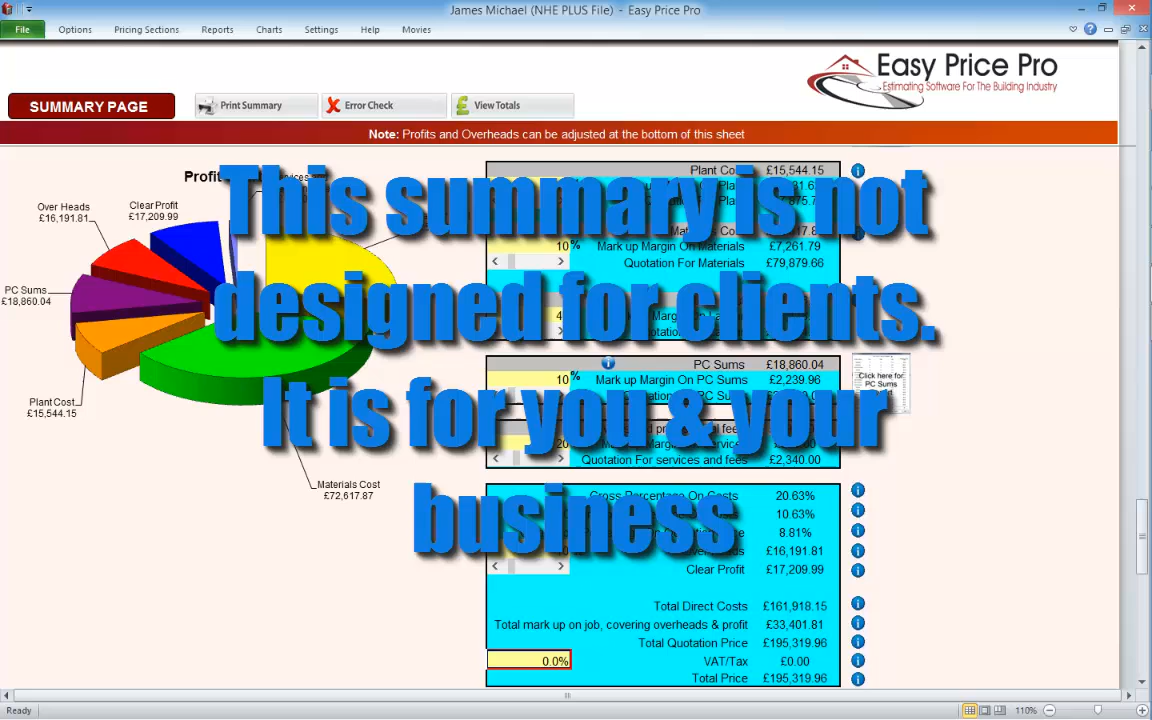 James Michael (NHE PLUS File) - Easy Price Pro
File Options Pricing Sections Reports Charts Settings Help Movies
Easy Price Pro
Estimating Software For The Building Industry
SUMMARY PAGE Print Summary Error Check View Totals
Note: Profits and Overheads can be adjusted at the bottom of this sheet
This summary is not
designed for clients.
It is for you & your
business
Over Heads
£16,191.81
Clear Profit
£17,209.99
PC Sums
£18,860.04
Plant Cost
£15,544.15
Materials Cost
£72,617.87
£15,544.15
10% Mark up Margin On Materials £7,261.79
Quotation For Materials £79,879.66
PC Sums £18,860.04
10% Mark up Margin On PC Sums £2,239.96
Click here for
PC Sums
Quotation For services and fees £2,340.00
Gross Percentage On Costs 20.63%
10.63%
8.81%
£16,191.81
Clear Profit £17,209.99
Total Direct Costs £161,918.15
Total mark up on job, covering overheads & profit £33,401.81
Total Quotation Price £195,319.96
0.0% VAT/Tax £0.00
Total Price £195,319.96
Ready 110%